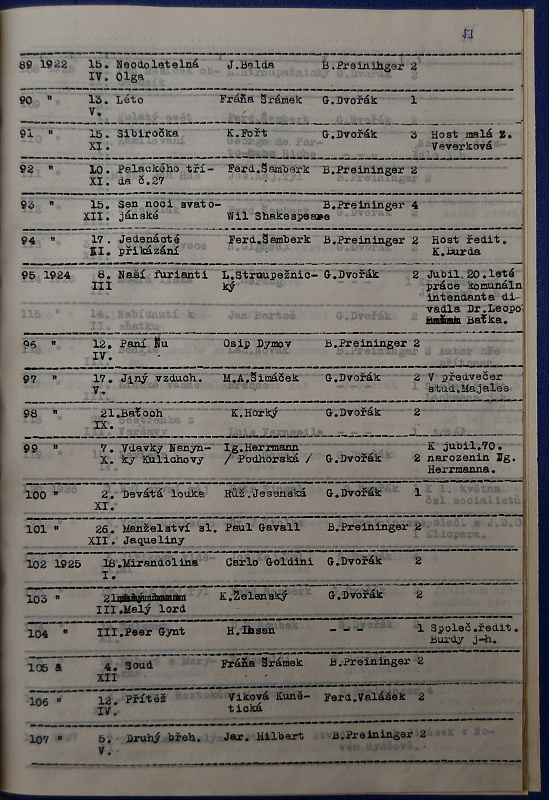 89 1922 15. Neodolatelná J.Balda B.Preininger 2
IV. Olga
90 " 13. Léto Fráňa Šrámek G.Dvořák 1
V.
91 " 15. Sibiročka K.Fořt G.Dvořák 3 Host malá Z.
XI. Veverková
92 " 10. Palackého tří- Ferd.Šamberk B.Preininger 2
XI. da č.27
93 " 15. Sen noci svato- B.Preininger 4
XII. jánské Wil Shakespeare
94 " 17. Jedenácté Ferd.Šamberk B.Preininger 2 Host ředit.
XI. přikázání K.Burda
95 1924 8. Naší furianti L.Stroupežnic- G.Dvořák 2 Jubil.20.leté
III ký práce komunáln
intendanta di-
vadla Dr.Leopo
Baťka.
96 " 12. Paní Nu Osip Dymov B.Preininger 2
IV.
97 " 17. Jiný vzduch. M.A.Šimáček G.Dvořák 2 V předvečer
V. stud.Majales
98 " 21.Baťoch K.Horký G.Dvořák 2
IX.
99 " 7. Vdavky Nanyn- Ig.Herrmann K jubil.70.
X. ky Kulichovy / Podhorská / G.Dvořák 2 narozenin Ig.
Herrmanna.
100 " 2. Devátá louka Růž.Jesenská G.Dvořák 1
XI.
101 " 26. Manželství sl. Paul Gavall B.Preininger 2
XII. Jaqueliny
102 1925 18.Mirandolina Carlo Goldini G.Dvořák 2
I.
103 " 21 K.Želenský G.Dvořák 2
III.Malý lord
104 " III.Peer Gynt H.Ibsen - - - 1 Společ.ředit.
Burdy j-h.
105 & 4. Soud Fráňa Šrámek B.Preininger 2
XII
106 " 12. Přítěž Viková Kuně- Ferd.Valášek 2
IV. tická
107 " 5. Druhý břeh. Jar. Hilbert B.Preininger 2
V.